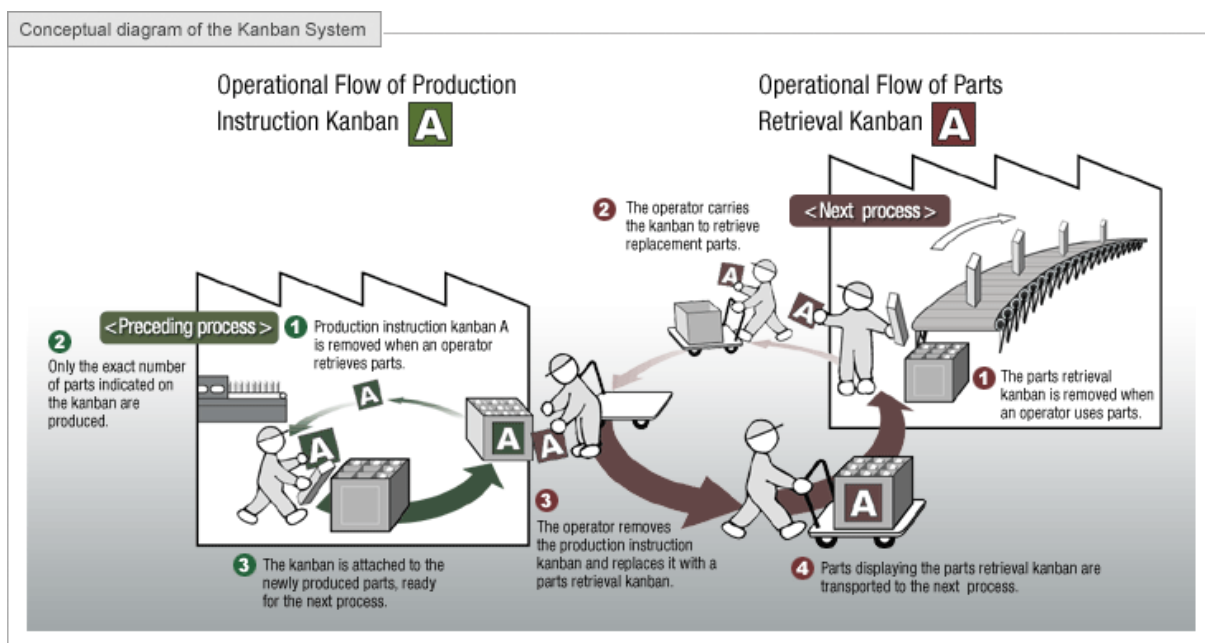 Conceptual diagram of the Kanban System
Operational Flow of Production
Instruction Kanban A
Operational Flow of Parts
Retrieval Kanban A
<Preceding process>
1 Production instruction kanban A
is removed when an operator
retrieves parts.
2
Only the exact number
of parts indicated on
the kanban are
produced.
A
A
A
A
3 The kanban is attached to the
newly produced parts, ready
for the next process.
<Next process>
1 The parts retrieval
kanban is removed when
an operator uses parts.
2 The operator carries
the kanban to retrieve
replacement parts.
A
A
3
The operator removes
the production instruction
kanban and replaces it with a
parts retrieval kanban.
A
4 Parts displaying the parts retrieval kanban are
transported to the next process.